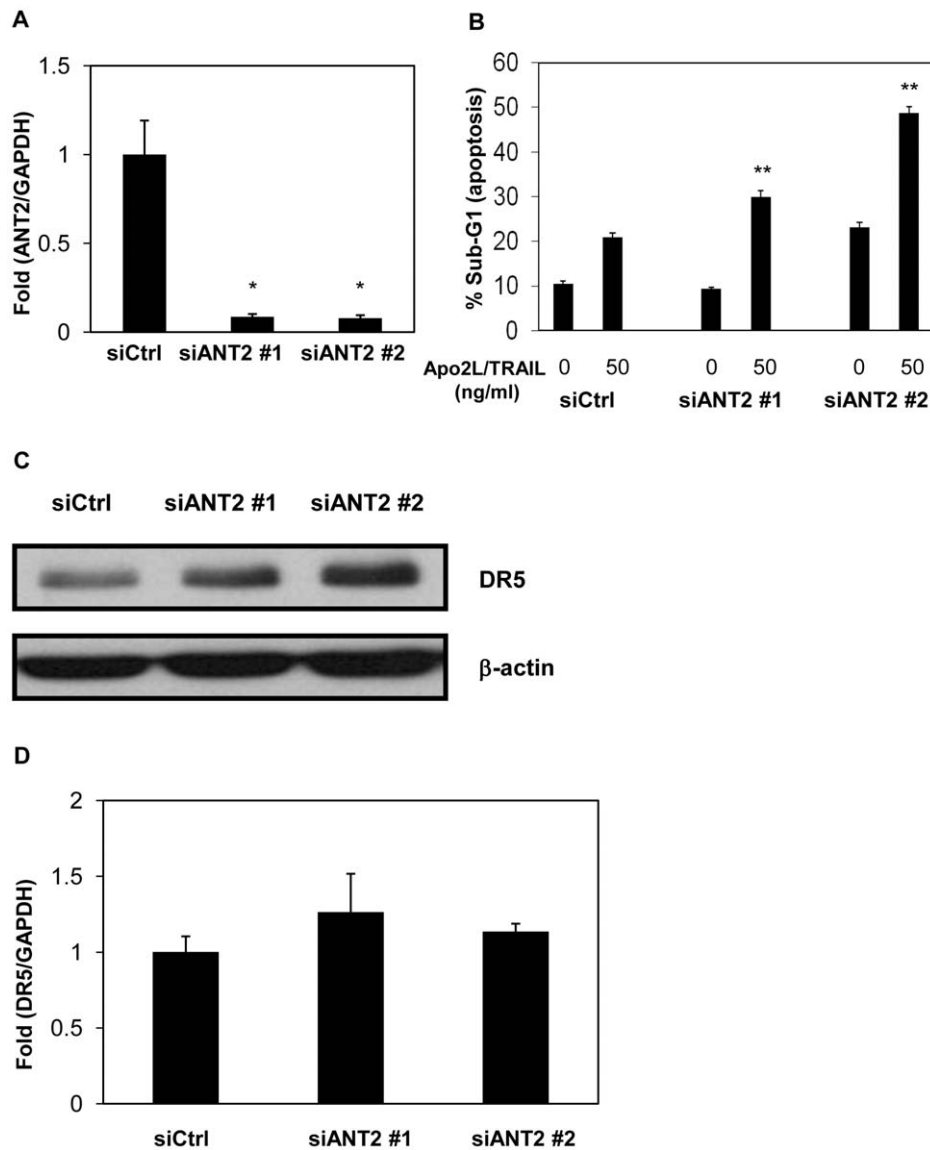 A
Fold (ANT2/GAPDH)
1.5
1
0.5
0
*
*
siCtrl
siANT2 #1
siANT2 #2
B
% Sub-G1 (apoptosis)
60
50
40
30
20
10
0
**
**
Apo2L/TRAIL
(ng/ml)
0
50
0
50
0
50
siCtrl
siANT2 #1
siANT2 #2
C
siCtrl
siANT2 #1
siANT2 #2
DR5
β-actin
D
Fold (DR5/GAPDH)
2
1.5
1
0.5
0
siCtrl
siANT2 #1
siANT2 #2